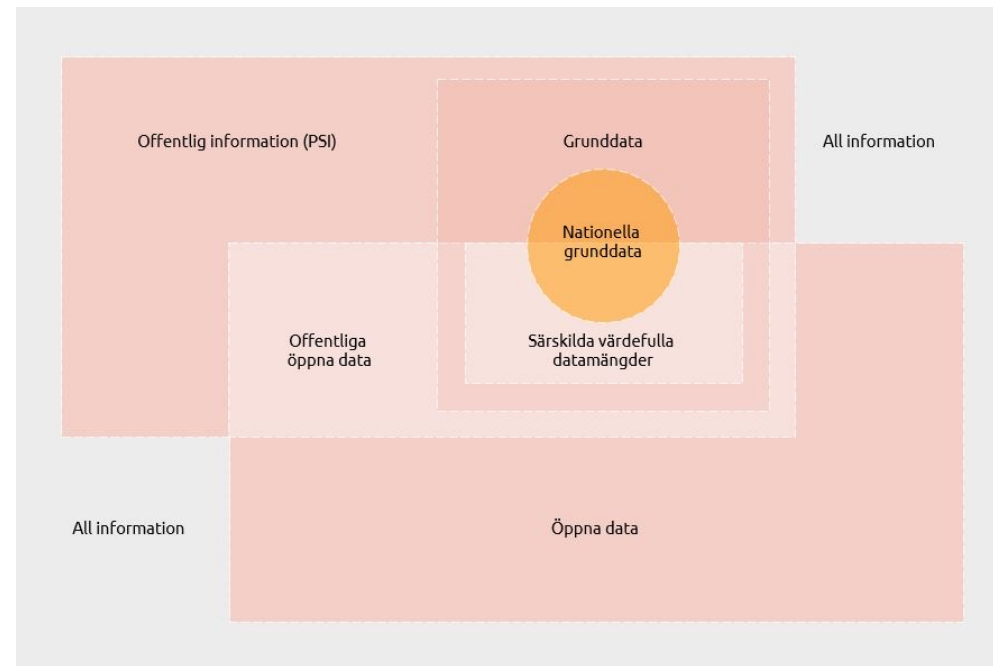 Offentlig information (PSI)
Grunddata
All information
Nationella
grunddata
Offentliga
öppna data
Särskilda värdefulla
datamängder
All information
Öppna data